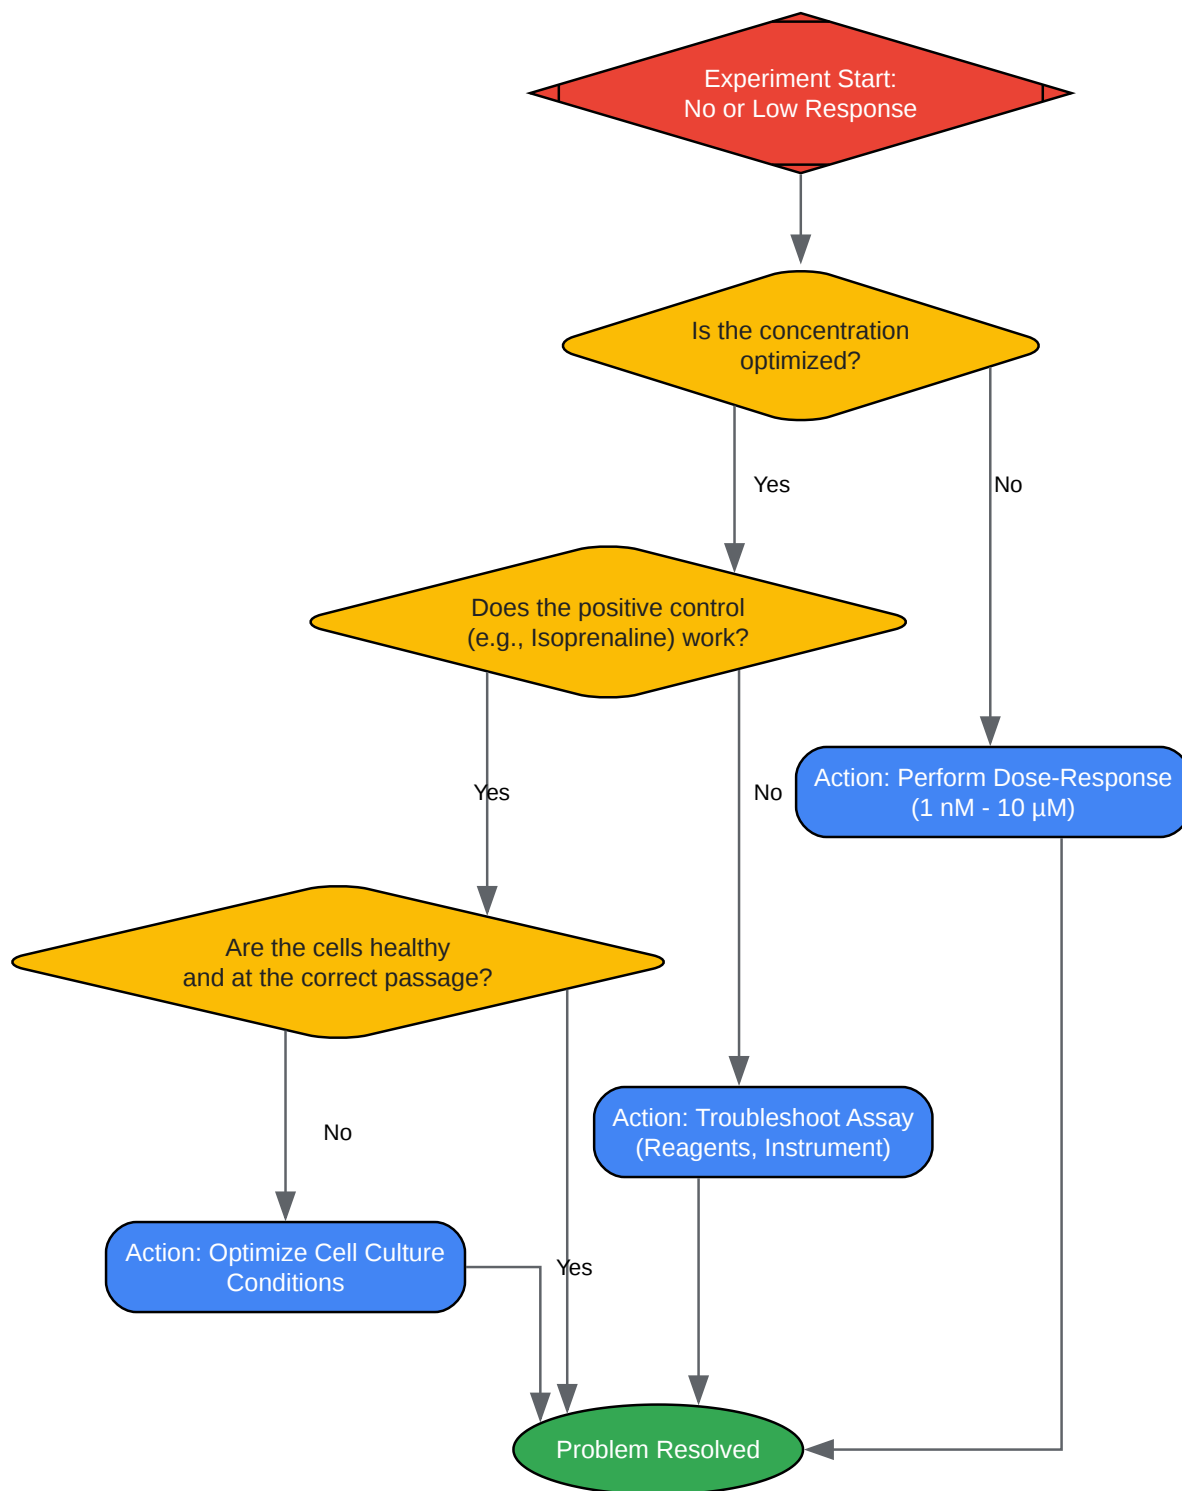 Experiment Start:
No or Low Response
Is the concentration
optimized?
Yes
No
Does the positive control
(e.g., Isoprenaline) work?
Action: Perform Dose-Response
(1 nM - 10 µM)
Yes
No
Are the cells healthy
and at the correct passage?
Action: Troubleshoot Assay
(Reagents, Instrument)
No
Action: Optimize Cell Culture
Conditions
Yes
Problem Resolved